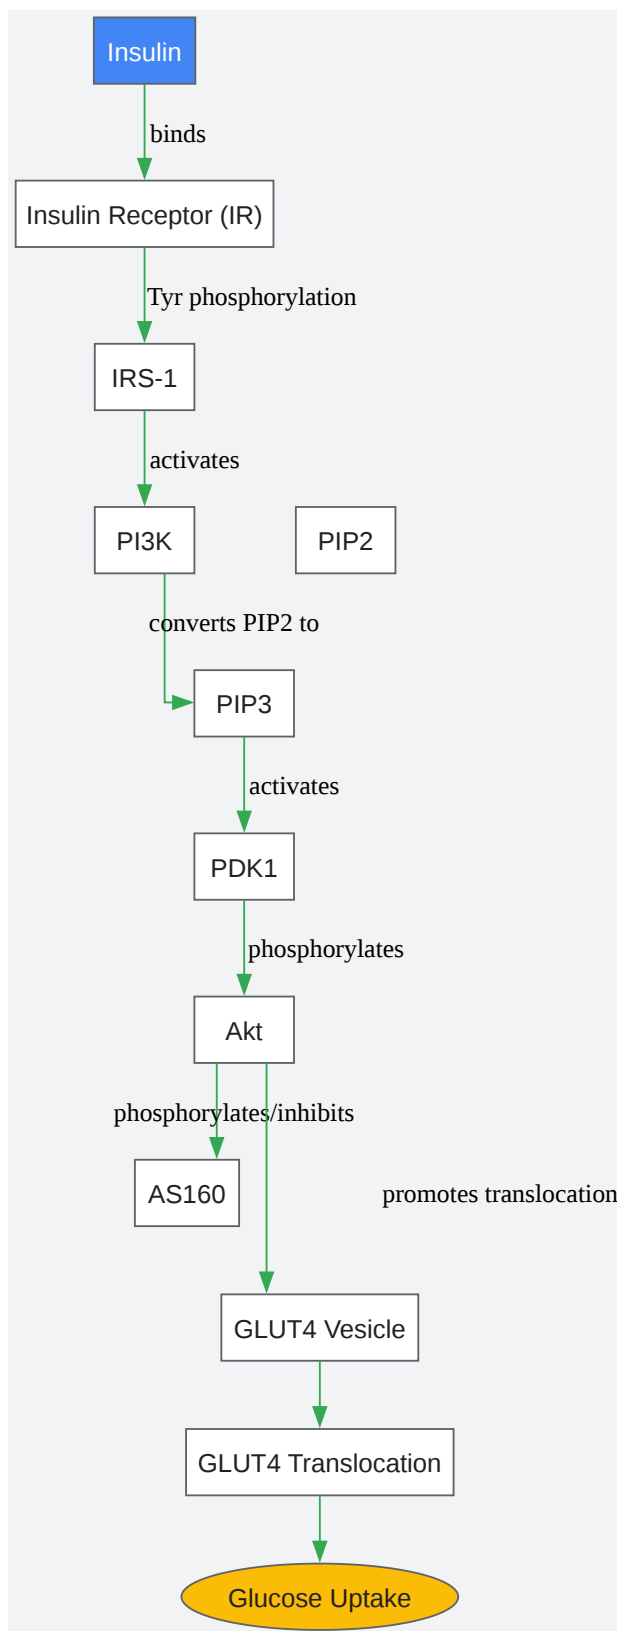 Insulin
binds
Insulin Receptor (IR)
Tyr phosphorylation
IRS-1
activates
PI3K
PIP2
converts PIP2 to
PIP3
activates
PDK1
phosphorylates
Akt
phosphorylates/inhibits
AS160
promotes translocation
GLUT4 Vesicle
GLUT4 Translocation
Glucose Uptake